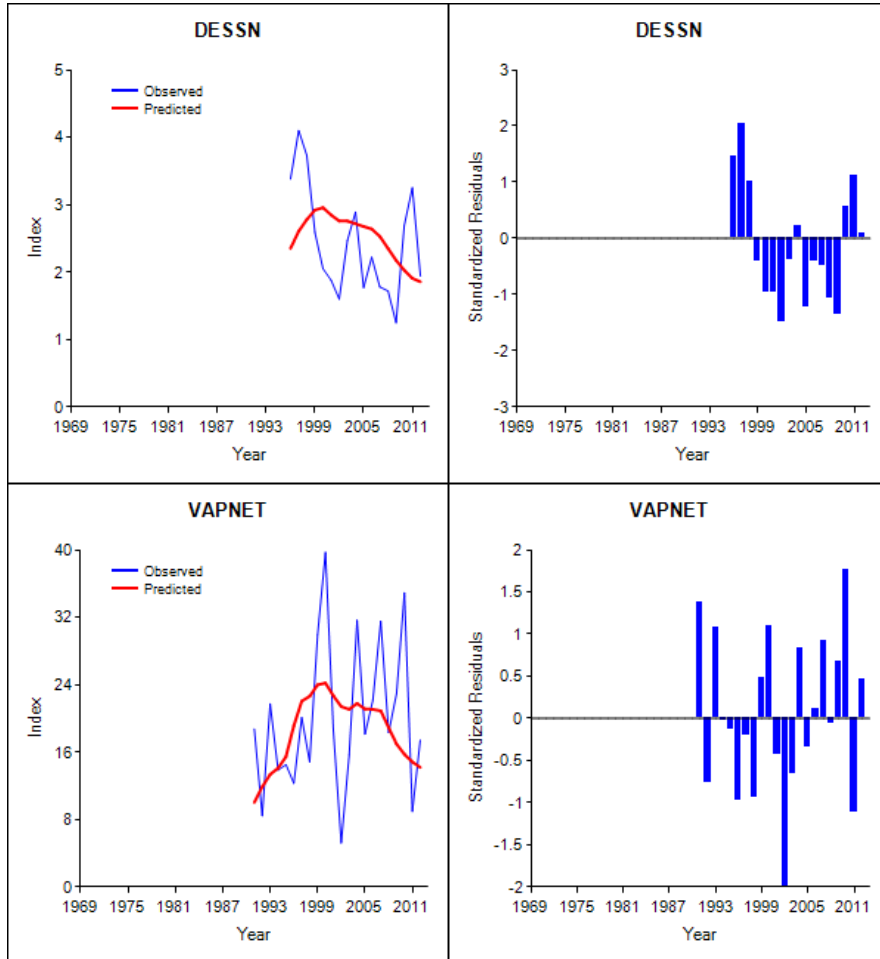 DESSN
5
4
3
2
1
0
Index
Observed
Predicted
1969 1975 1981 1987 1993 1999 2005 2011
Year
DESSN
3
2
1
0
-1
-2
-3
Standardized Residuals
1969 1975 1981 1987 1993 1999 2005 2011
Year
VAPNET
40
32
24
16
8
0
Index
Observed
Predicted
1969 1975 1981 1987 1993 1999 2005 2011
Year
VAPNET
2
1.5
1
0.5
0
-0.5
-1
-1.5
-2
Standardized Residuals
1969 1975 1981 1987 1993 1999 2005 2011
Year